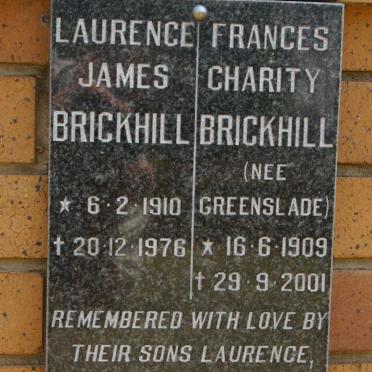 LAURENCE
JAMES
BRICKHILL
★ 6·2·1910
† 20·12·1976
FRANCES
CHARITY
BRICKHILL
(NEE
GREENSLADE)
★ 16·6·1909
† 29·9·2001
REMEMBERED WITH LOVE BY
THEIR SONS LAURENCE,